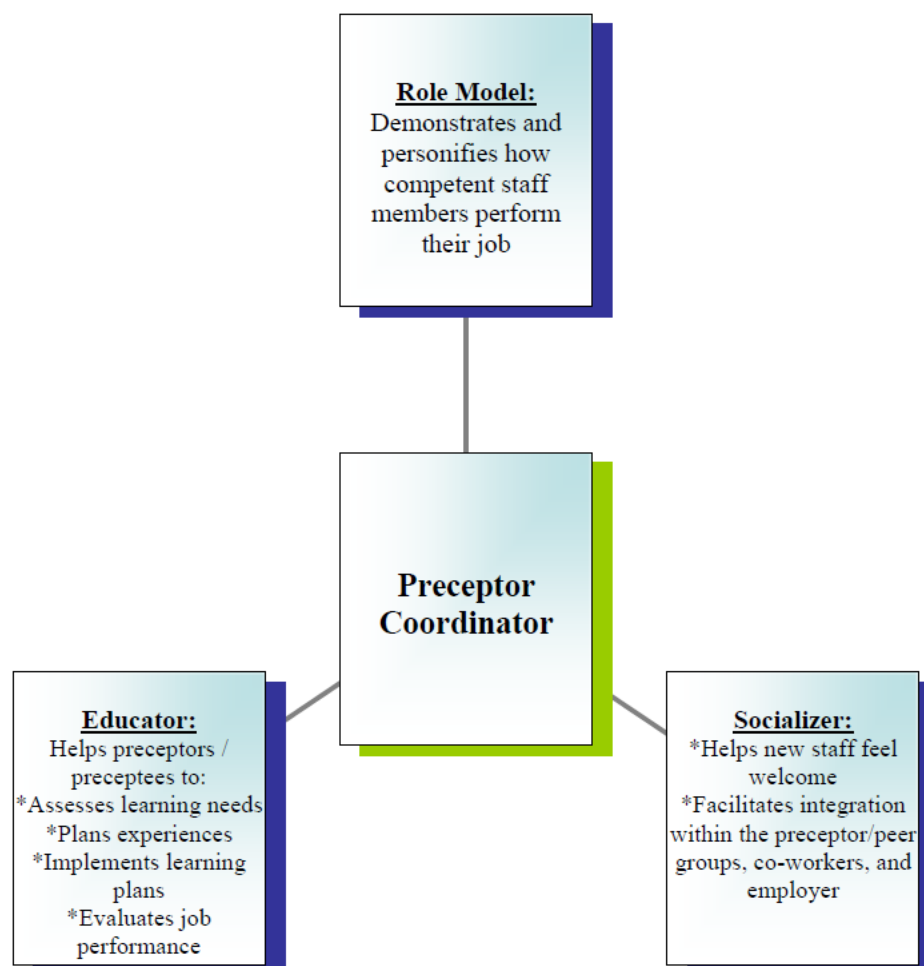 Role Model:
Demonstrates and
personifies how
competent staff
members perform
their job
Preceptor
Coordinator
Educator:
Helps preceptors /
preceptees to:
*Assesses learning needs
*Plans experiences
*Implements learning
plans
*Evaluates job
performance
Socializer:
*Helps new staff feel
welcome
*Facilitates integration
within the preceptor/peer
groups, co-workers, and
employer